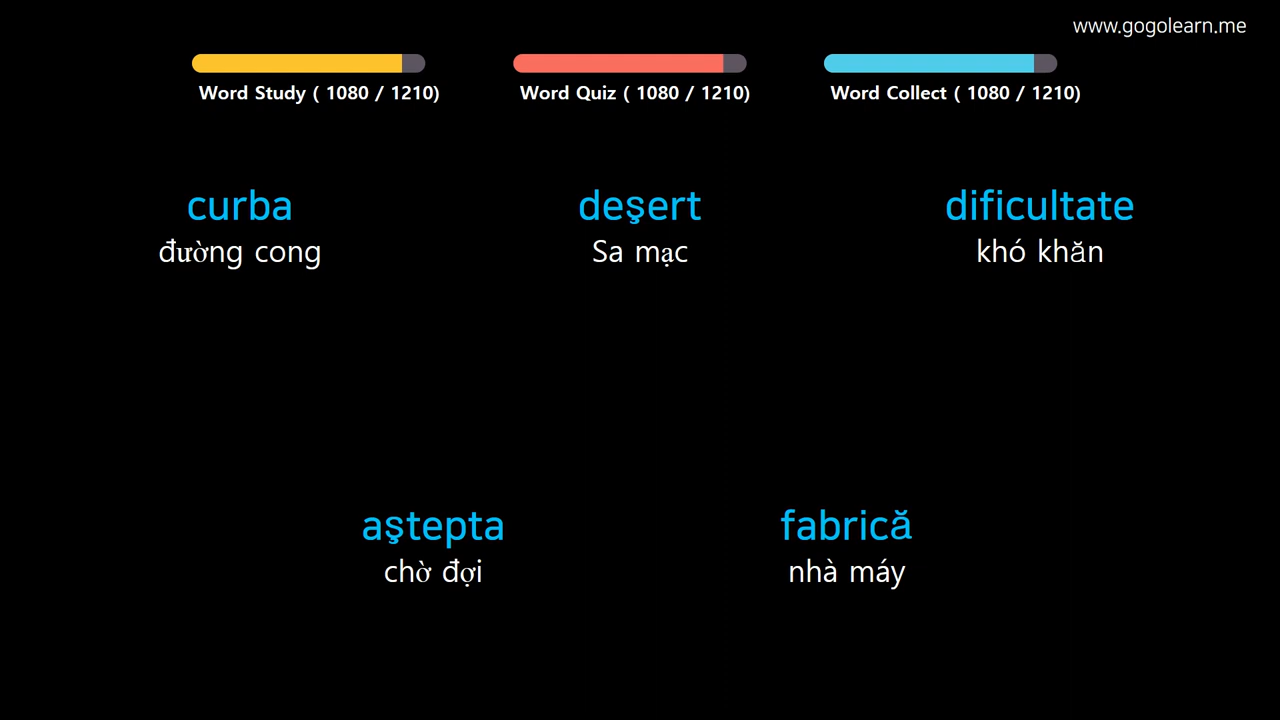 www.gogolearn.me
Word Study ( 1080 / 1210)
Word Quiz ( 1080 / 1210)
Word Collect ( 1080 / 1210)
curba
đường cong
deşert
Sa mạc
dificultate
khó khăn
aştepta
chờ đợi
fabrică
nhà máy